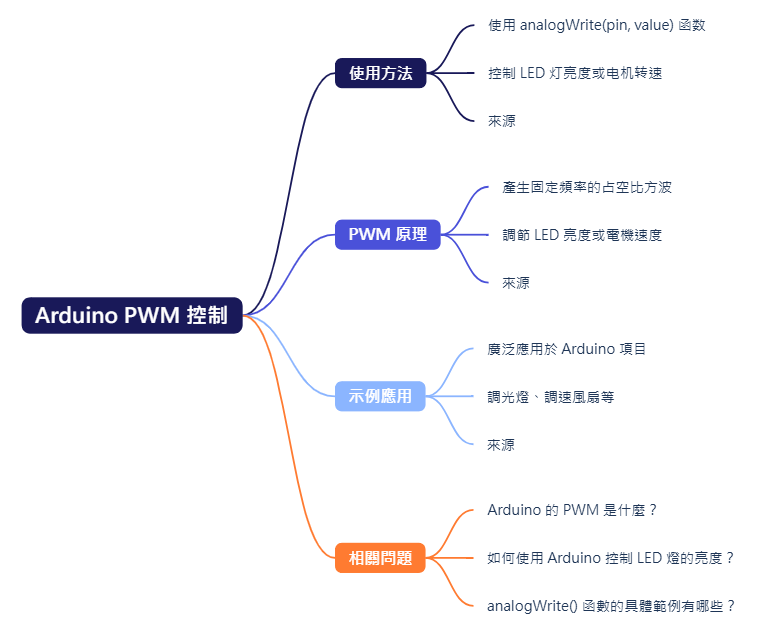 Arduino PWM 控制
使用方法
使用 analogWrite(pin, value) 函数
控制 LED 灯亮度或电机转速
來源
PWM 原理
產生固定頻率的占空比方波
調節 LED 亮度或電機速度
來源
示例應用
廣泛應用於 Arduino 項目
調光燈、調速風扇等
來源
相關問題
Arduino 的 PWM 是什麼？
如何使用 Arduino 控制 LED 燈的亮度？
analogWrite() 函數的具體範例有哪些？